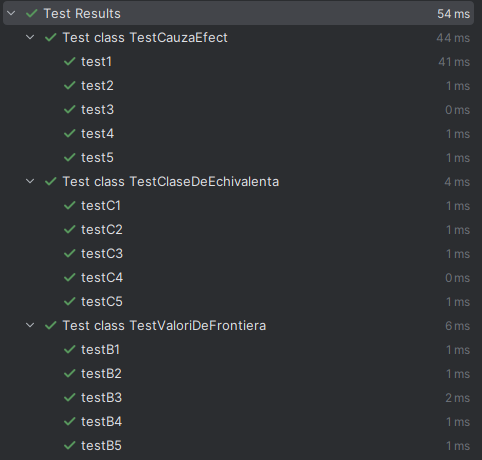 Test Results 54 ms
Test class TestCauzaEfect 44 ms
test1 41 ms
test2 1 ms
test3 0 ms
test4 1 ms
test5 1 ms
Test class TestClaseDeEchivalenta 4 ms
testC1 1 ms
testC2 1 ms
testC3 1 ms
testC4 0 ms
testC5 1 ms
Test class TestValoriDeFrontiera 6 ms
testB1 1 ms
testB2 1 ms
testB3 2 ms
testB4 1 ms
testB5 1 ms